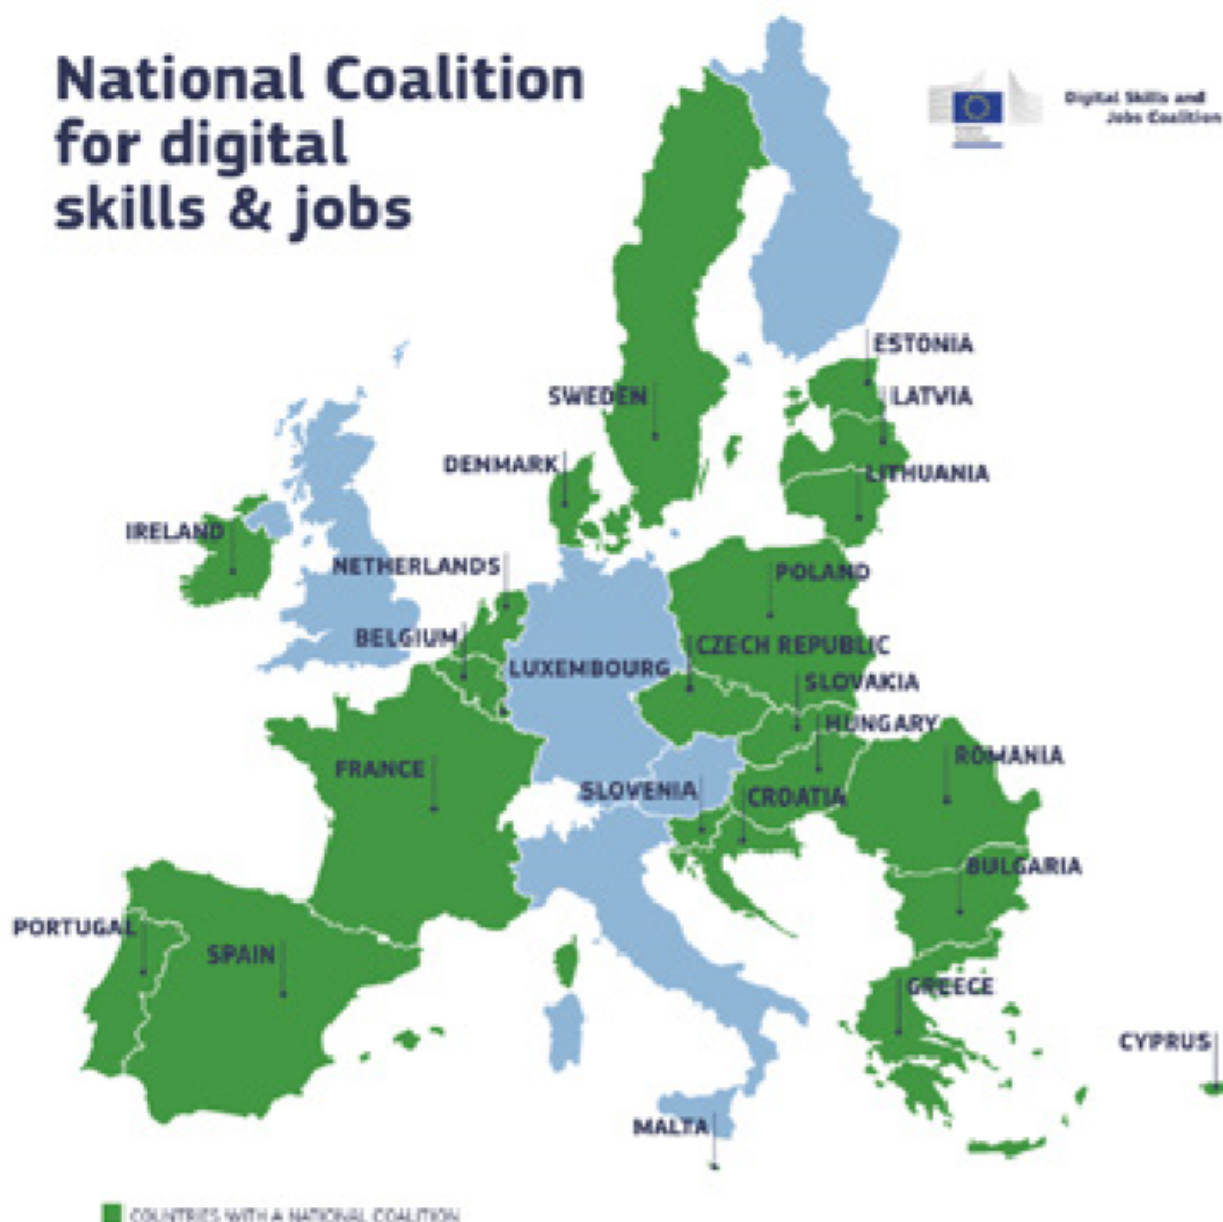 National Coalition
for digital
skills & jobs
Digital Skills and
Jobs Coalition
ESTONIA
SWEDEN
LATVIA
DENMARK
LITHUANIA
IRELAND
NETHERLANDS
POLAND
BELGIUM
CZECH REPUBLIC
LUXEMBOURG
SLOVAKIA
HUNGARY
ROMANIA
FRANCE
SLOVENIA
CROATIA
BULGARIA
PORTUGAL
SPAIN
GREECE
CYPRUS
MALTA
COUNTRIES WITH A NATIONAL COALITION